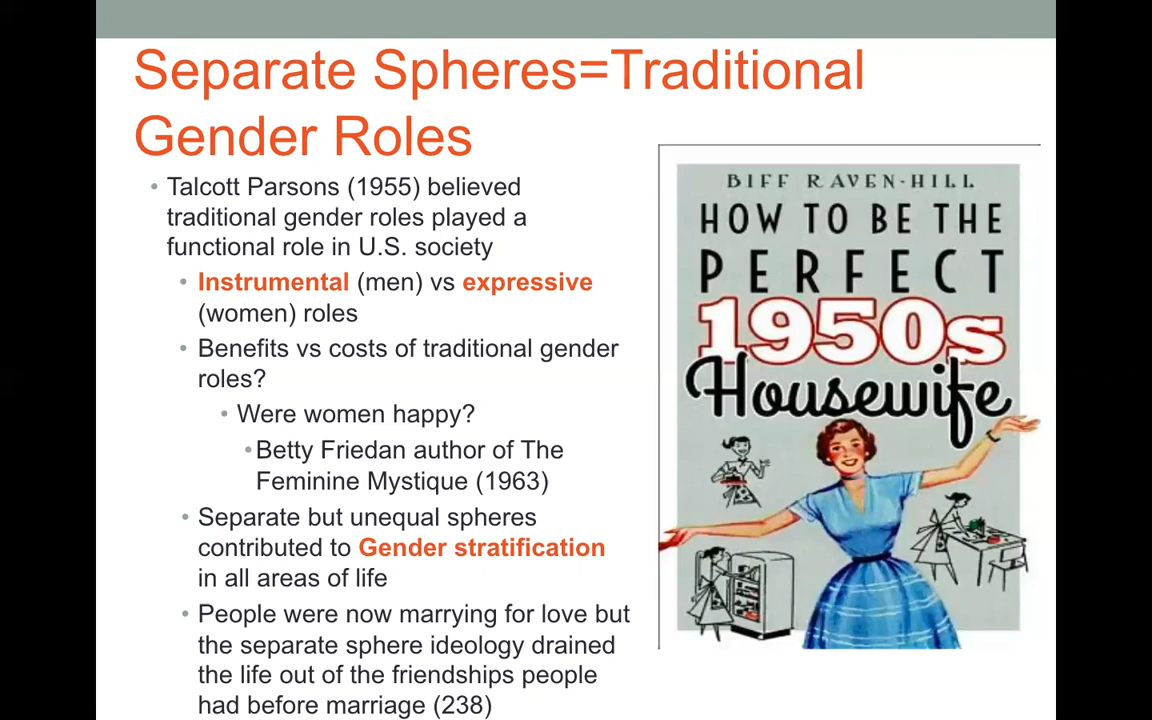 Separate Spheres=Traditional
Gender Roles
• Talcott Parsons (1955) believed
traditional gender roles played a
functional role in U.S. society
• Instrumental (men) vs expressive
(women) roles
• Benefits vs costs of traditional gender
roles?
• Were women happy?
• Betty Friedan author of The
Feminine Mystique (1963)
• Separate but unequal spheres
contributed to Gender stratification
in all areas of life
• People were now marrying for love but
the separate sphere ideology drained
the life out of the friendships people
had before marriage (238)
BIFF RAVEN-HILL
HOW TO BE THE
PERFECT
1950s
Housewife